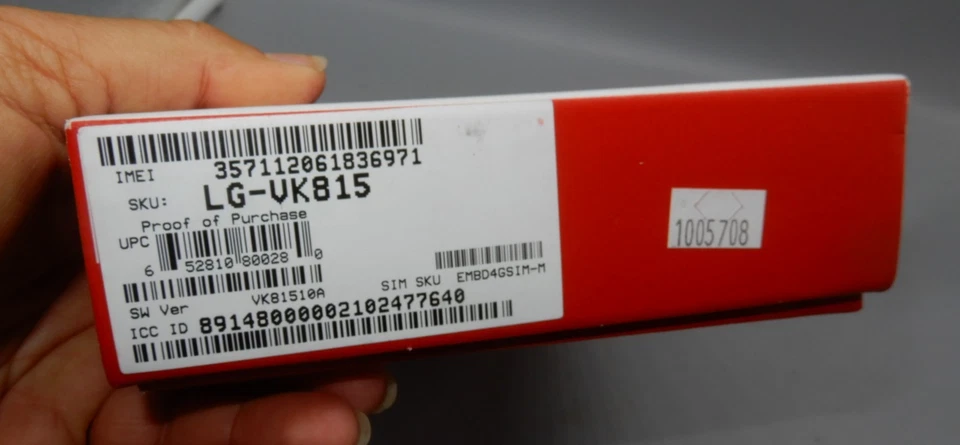 IMEI 357112061836971
SKU: LG-VK815
Proof of Purchase
UPC
6 52810 80028 0
SW Ver VK81510A
SIM SKU EMBD4GSIM-M
ICC ID 89148000002102477640
1005708